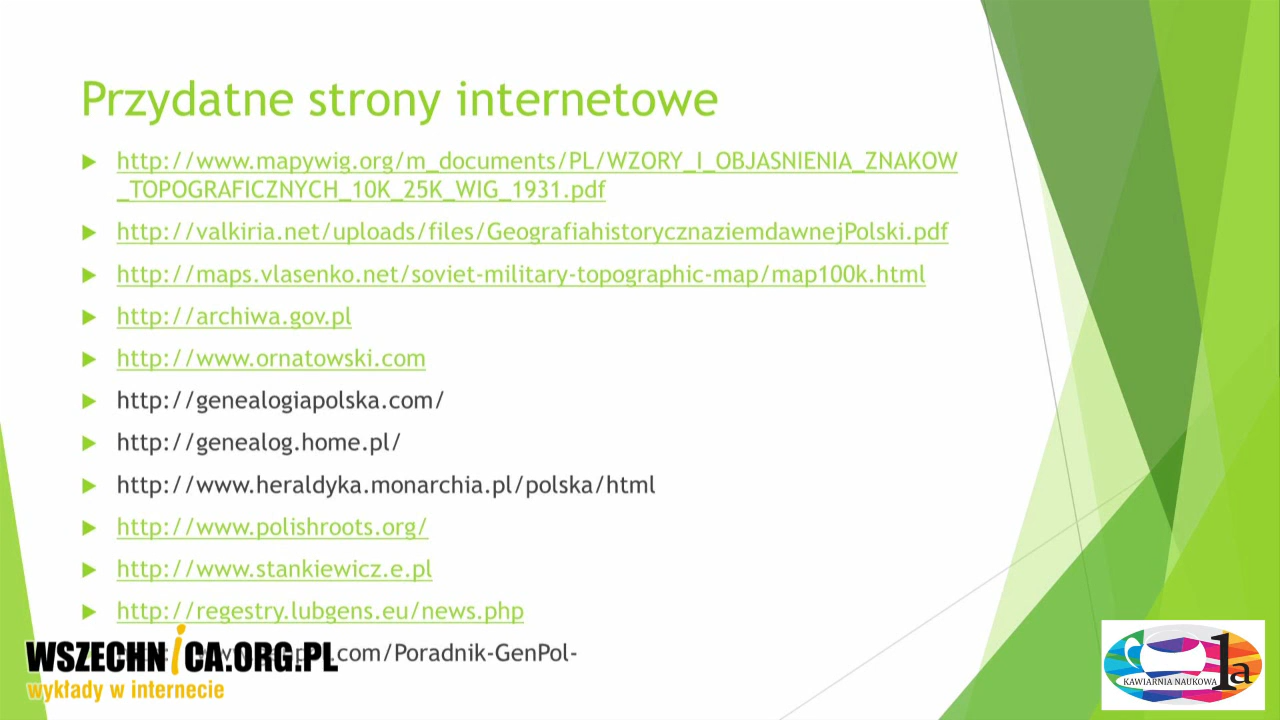 Przydatne strony internetowe
http://www.mapywig.org/m_documents/PL/WZORY_I_OBJASNIENIA_ZNAKOW
_TOPOGRAFICZNYCH_10K_25K_WIG_1931.pdf
http://valkiria.net/uploads/files/GeografiahistorycznaziemdawnejPolski.pdf
http://maps.vlasenko.net/soviet-military-topographic-map/map100k.html
http://archiwa.gov.pl
http://www.ornatowski.com
http://genealogiapolska.com/
http://genealog.home.pl/
http://www.heraldyka.monarchia.pl/polska/html
http://www.polishroots.org/
http://www.stankiewicz.e.pl
http://regestry.lubgens.eu/news.php
.com/Poradnik-GenPol-
WSZECHNiCA.ORG.PL
wykłady w internecie
KAWIARNIA NAUKOWA 1a